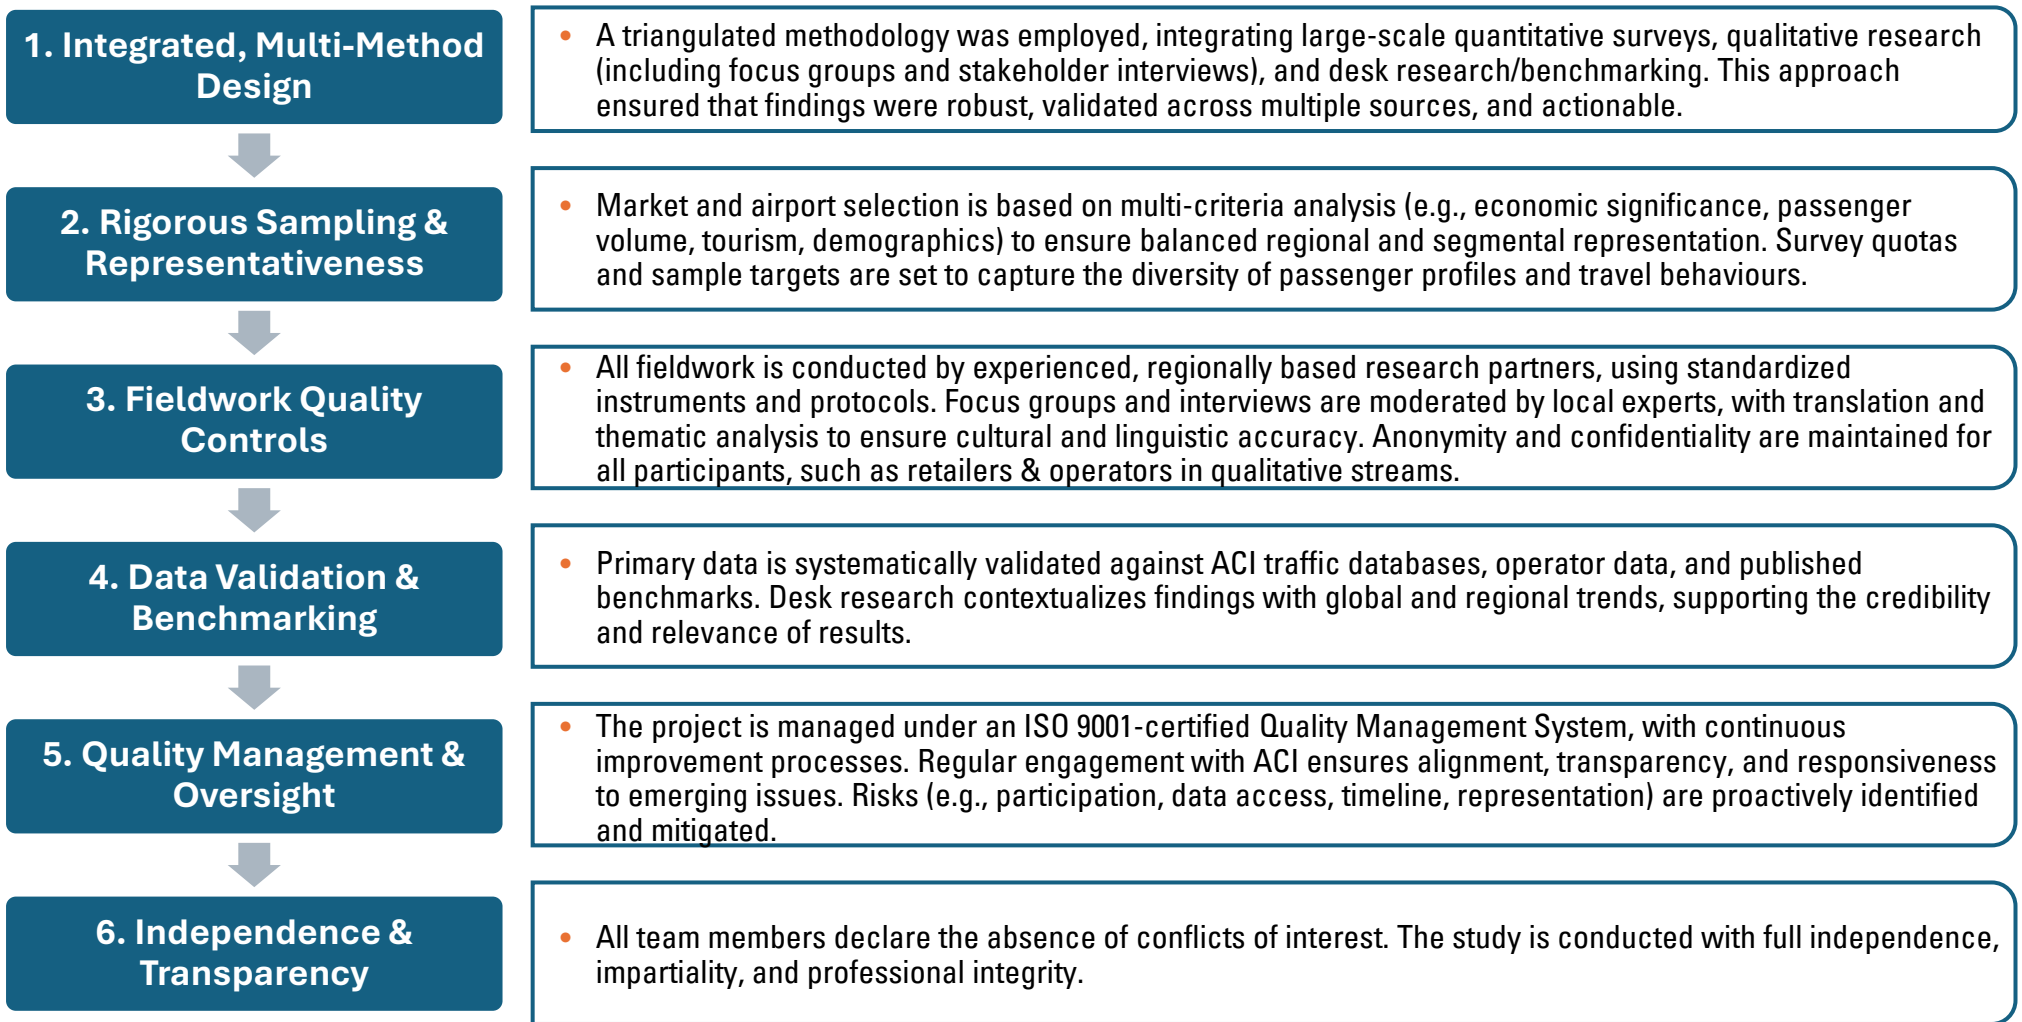 1. Integrated, Multi-Method
Design
• A triangulated methodology was employed, integrating large-scale quantitative surveys, qualitative research
(including focus groups and stakeholder interviews), and desk research/benchmarking. This approach
ensured that findings were robust, validated across multiple sources, and actionable.
2. Rigorous Sampling &
Representativeness
• Market and airport selection is based on multi-criteria analysis (e.g., economic significance, passenger
volume, tourism, demographics) to ensure balanced regional and segmental representation. Survey quotas
and sample targets are set to capture the diversity of passenger profiles and travel behaviours.
3. Fieldwork Quality
Controls
• All fieldwork is conducted by experienced, regionally based research partners, using standardized
instruments and protocols. Focus groups and interviews are moderated by local experts, with translation and
thematic analysis to ensure cultural and linguistic accuracy. Anonymity and confidentiality are maintained for
all participants, such as retailers & operators in qualitative streams.
4. Data Validation &
Benchmarking
• Primary data is systematically validated against ACI traffic databases, operator data, and published
benchmarks. Desk research contextualizes findings with global and regional trends, supporting the credibility
and relevance of results.
5. Quality Management &
Oversight
• The project is managed under an ISO 9001-certified Quality Management System, with continuous
improvement processes. Regular engagement with ACI ensures alignment, transparency, and responsiveness
to emerging issues. Risks (e.g., participation, data access, timeline, representation) are proactively identified
and mitigated.
6. Independence &
Transparency
• All team members declare the absence of conflicts of interest. The study is conducted with full independence,
impartiality, and professional integrity.